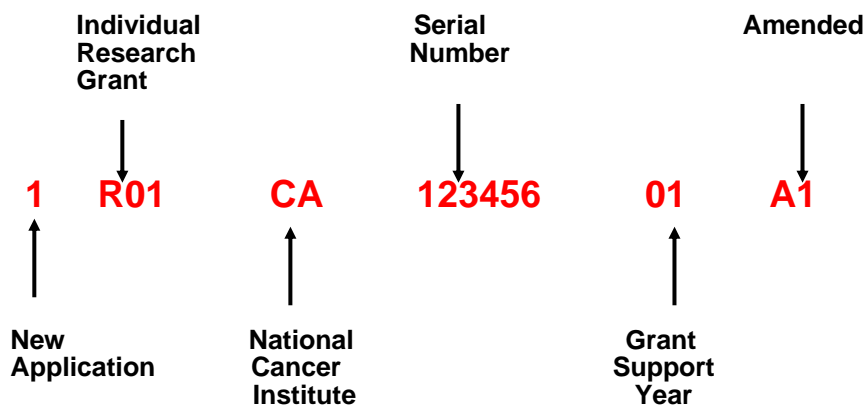 Individual
Research
Grant
Serial
Number
Amended
1 R01 CA 123456 01 A1
New
Application
National
Cancer
Institute
Grant
Support
Year